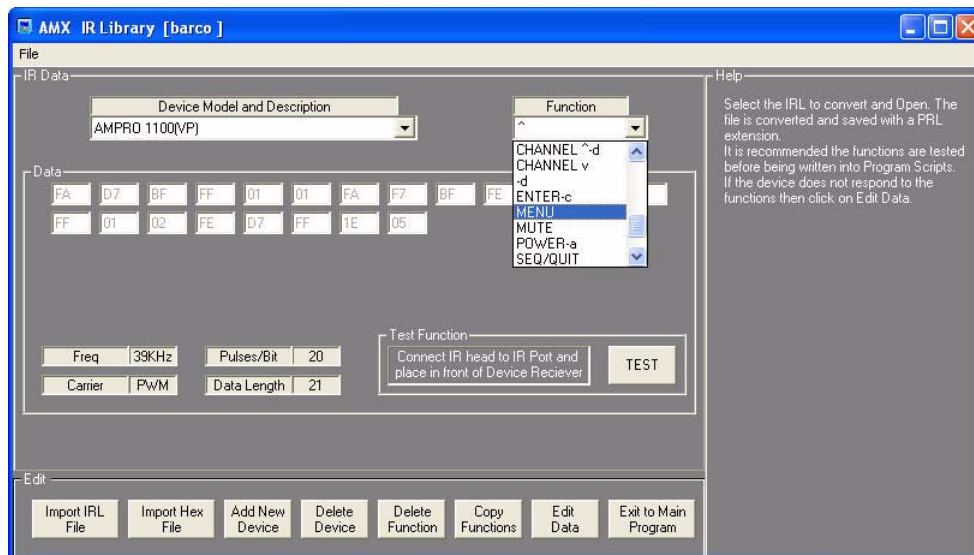 AMX IR Library [barco ]
File
IR Data
Device Model and Description
AMPRO 1100(VP)
Function
^
CHANNEL ^-d
CHANNEL v
-d
ENTER-c
MENU
MUTE
POWER-a
SEQ/QUIT
Data
FA D7 BF FF 01 01 FA F7 BF FE
FF 01 02 FE D7 FF 1E 05
Freq 39KHz
Pulses/Bit 20
Carrier PWM
Data Length 21
Test Function
Connect IR head to IR Port and
place in front of Device Reciever
TEST
Help
Select the IRL to convert and Open. The
file is converted and saved with a PRL
extension.
It is recommended the functions are tested
before being written into Program Scripts.
If the device does not respond to the
functions then click on Edit Data.
Edit
Import IRL
File
Import Hex
File
Add New
Device
Delete
Device
Delete
Function
Copy
Functions
Edit
Data
Exit to Main
Program